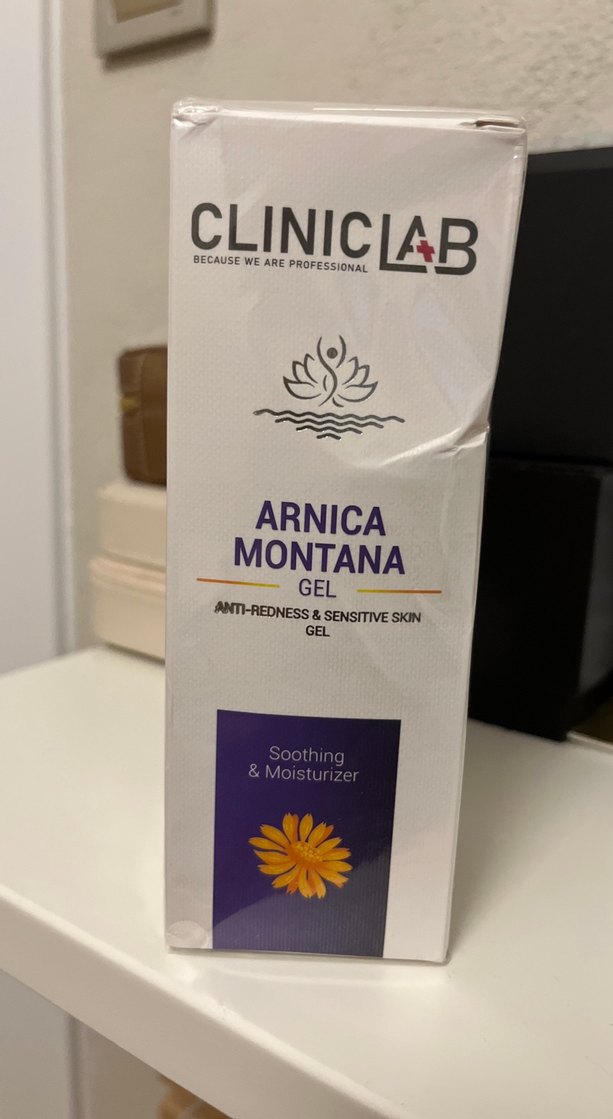 CLINICLAB
BECAUSE WE ARE PROFESSIONAL
ARNICA
MONTANA
GEL
ANTI-REDNESS & SENSITIVE SKIN
GEL
Soothing
& Moisturizer